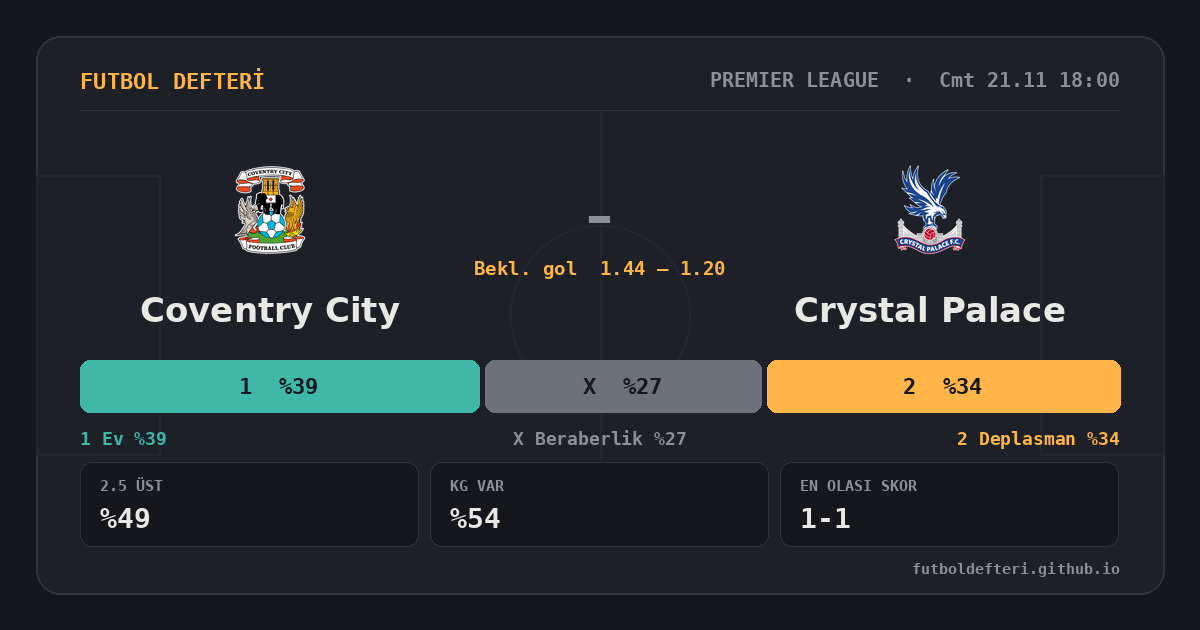 FUTBOL DEFTERİ
PREMIER LEAGUE · Cmt 21.11 18:00
COVENTRY CITY
FOOTBALL CLUB
CRYSTAL PALACE F.C.
–
Bekl. gol 1.44 – 1.20
Coventry City
Crystal Palace
1 %39
X %27
2 %34
1 Ev %39
X Beraberlik %27
2 Deplasman %34
2.5 ÜST
%49
KG VAR
%54
EN OLASI SKOR
1-1
futboldefteri.github.io